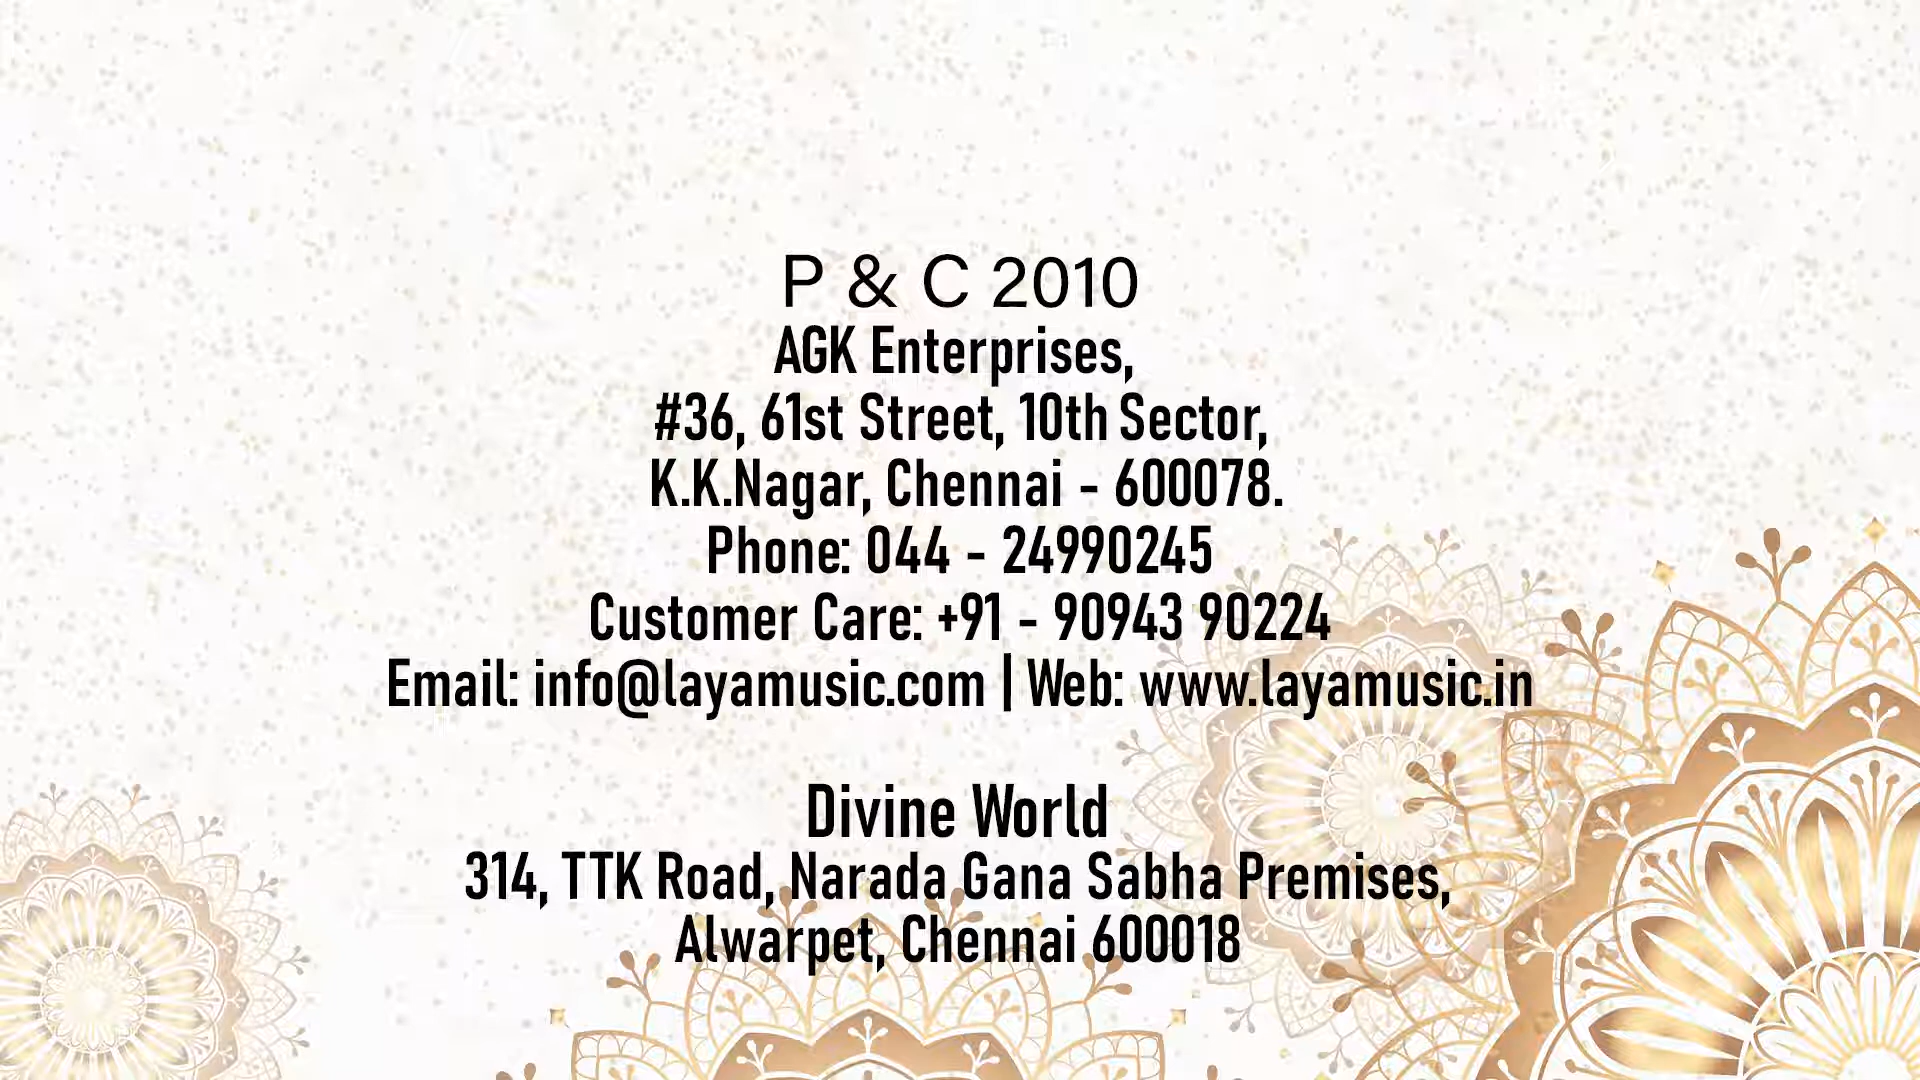 P & C 2010
AGK Enterprises,
#36, 61st Street, 10th Sector,
K.K.Nagar, Chennai - 600078.
Phone: 044 - 24990245
Customer Care: +91 - 90943 90224
Email: info@layamusic.com | Web: www.layamusic.in
Divine World
314, TTK Road, Narada Gana Sabha Premises,
Alwarpet, Chennai 600018